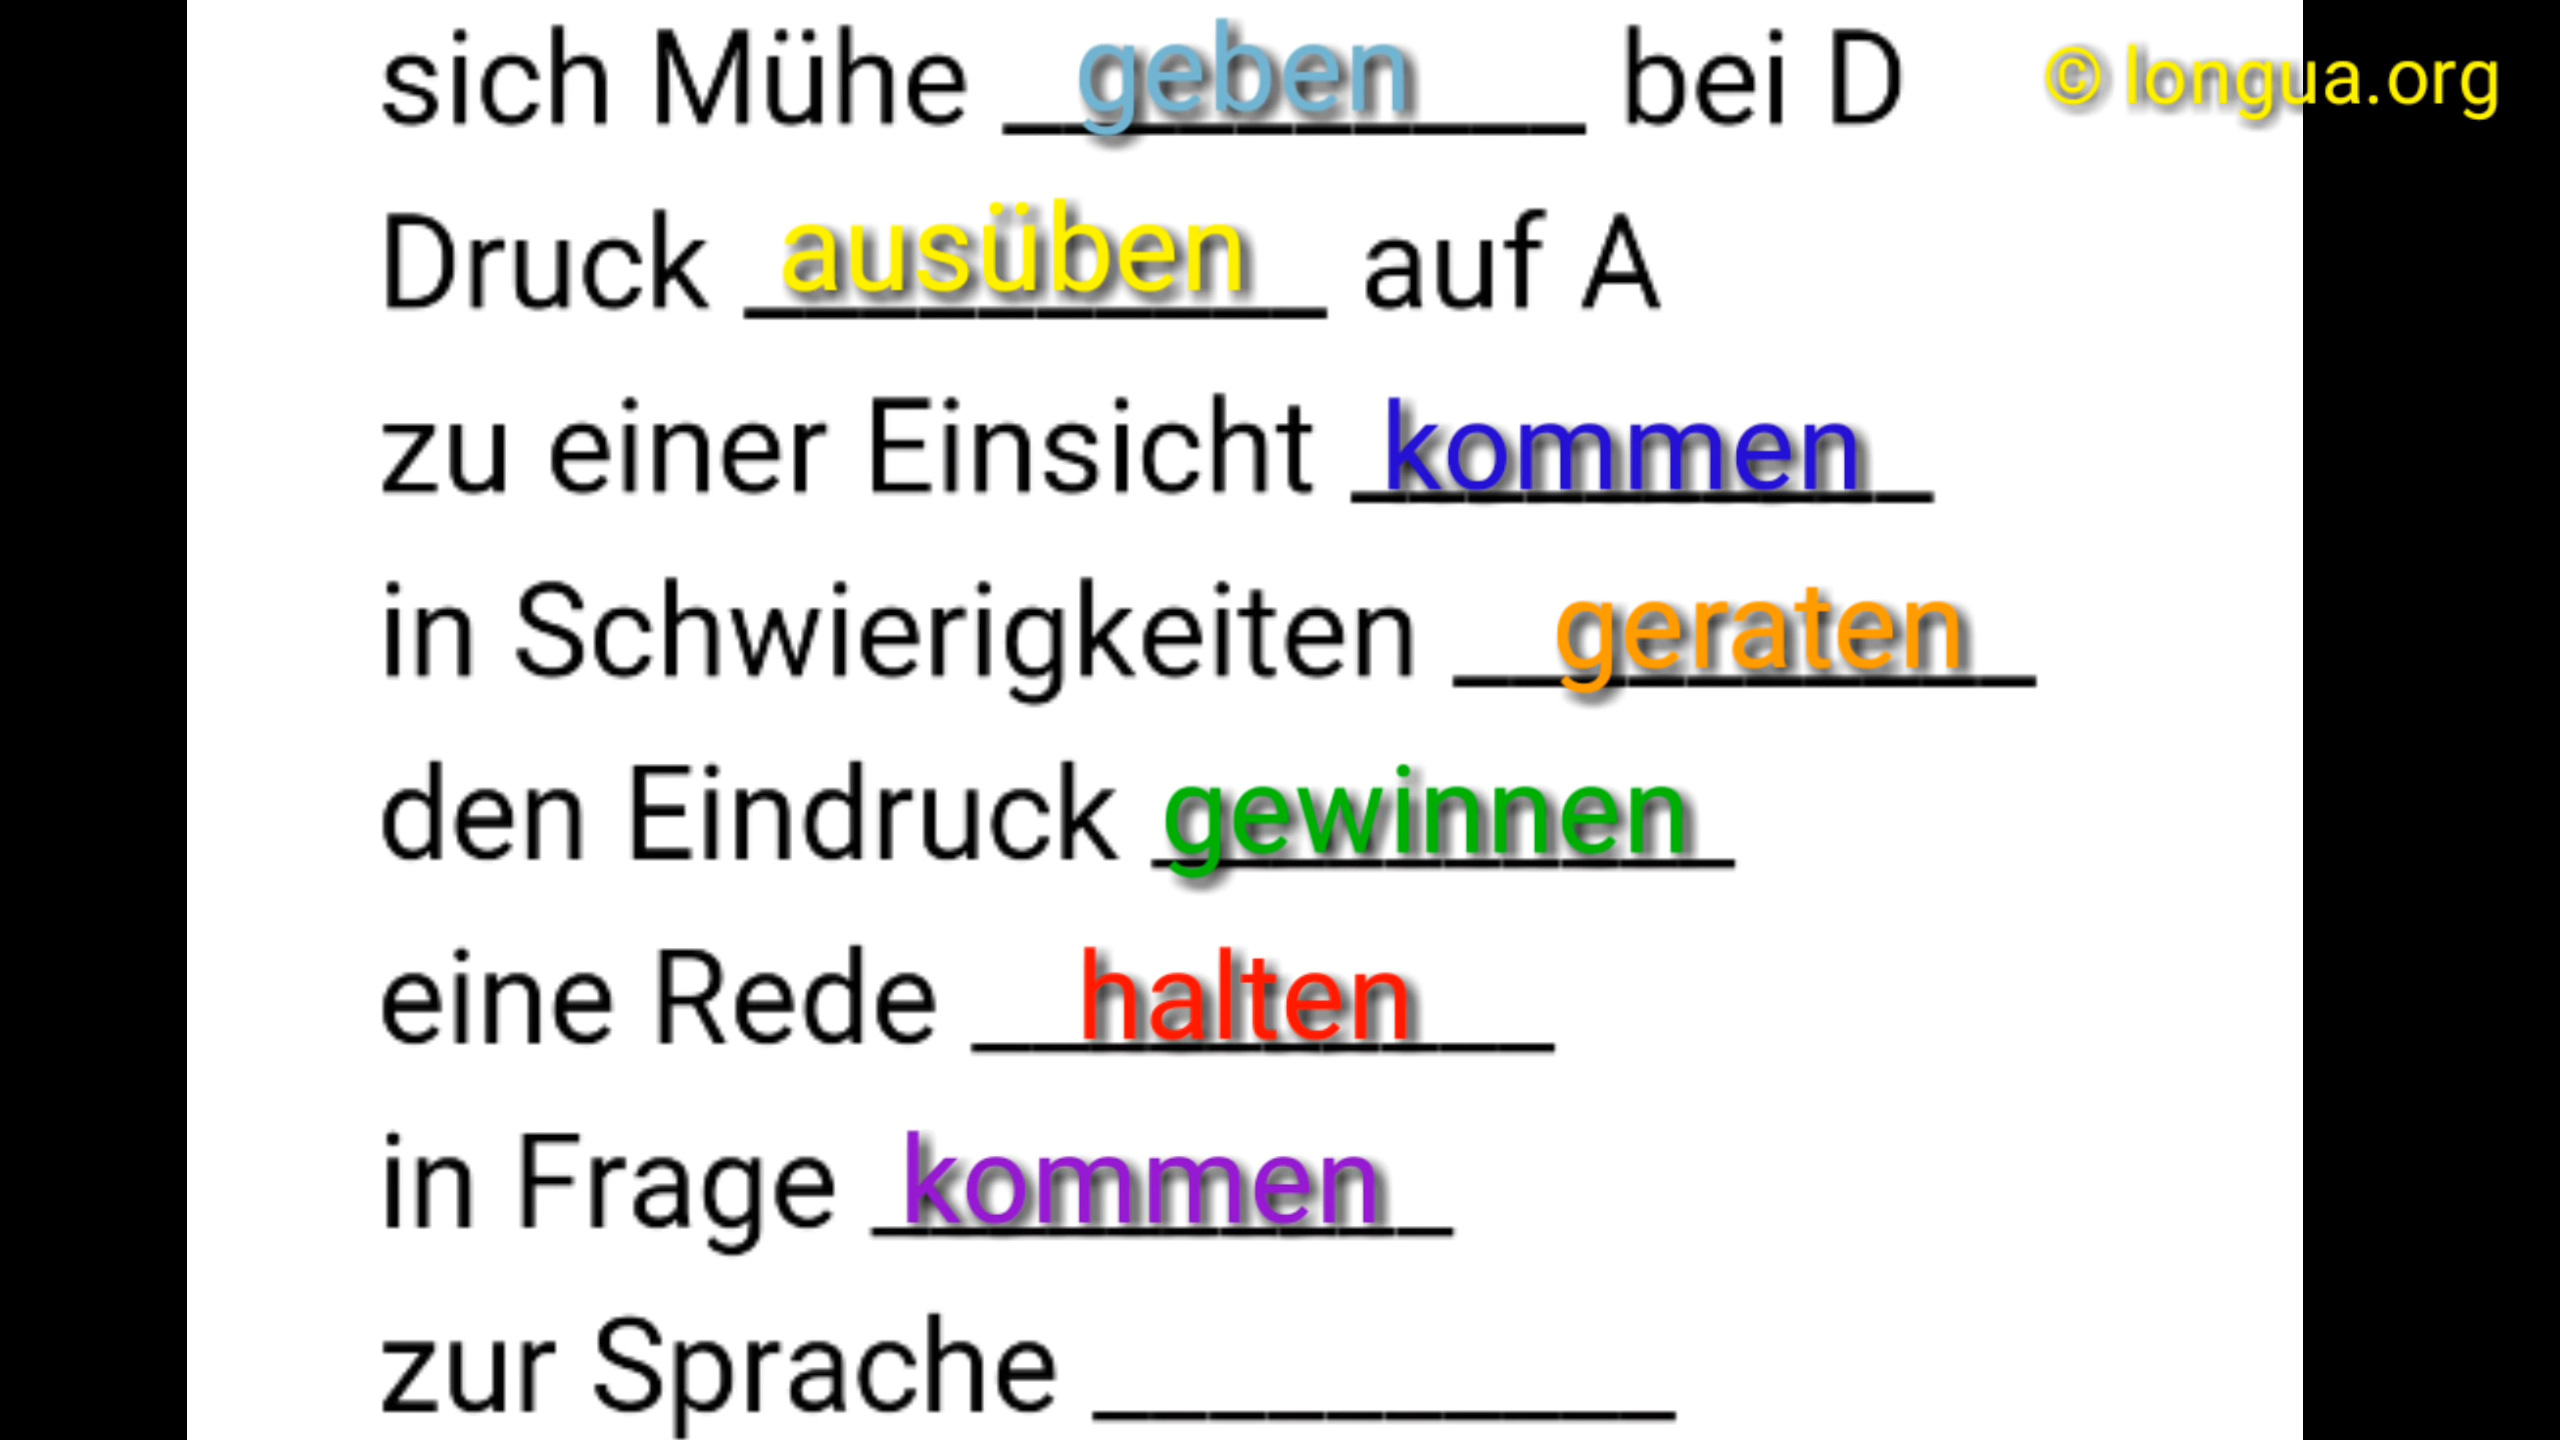 sich Mühe geben bei D
© longua.org
Druck ausüben auf A
zu einer Einsicht kommen
in Schwierigkeiten geraten
den Eindruck gewinnen
eine Rede halten
in Frage kommen
zur Sprache __________